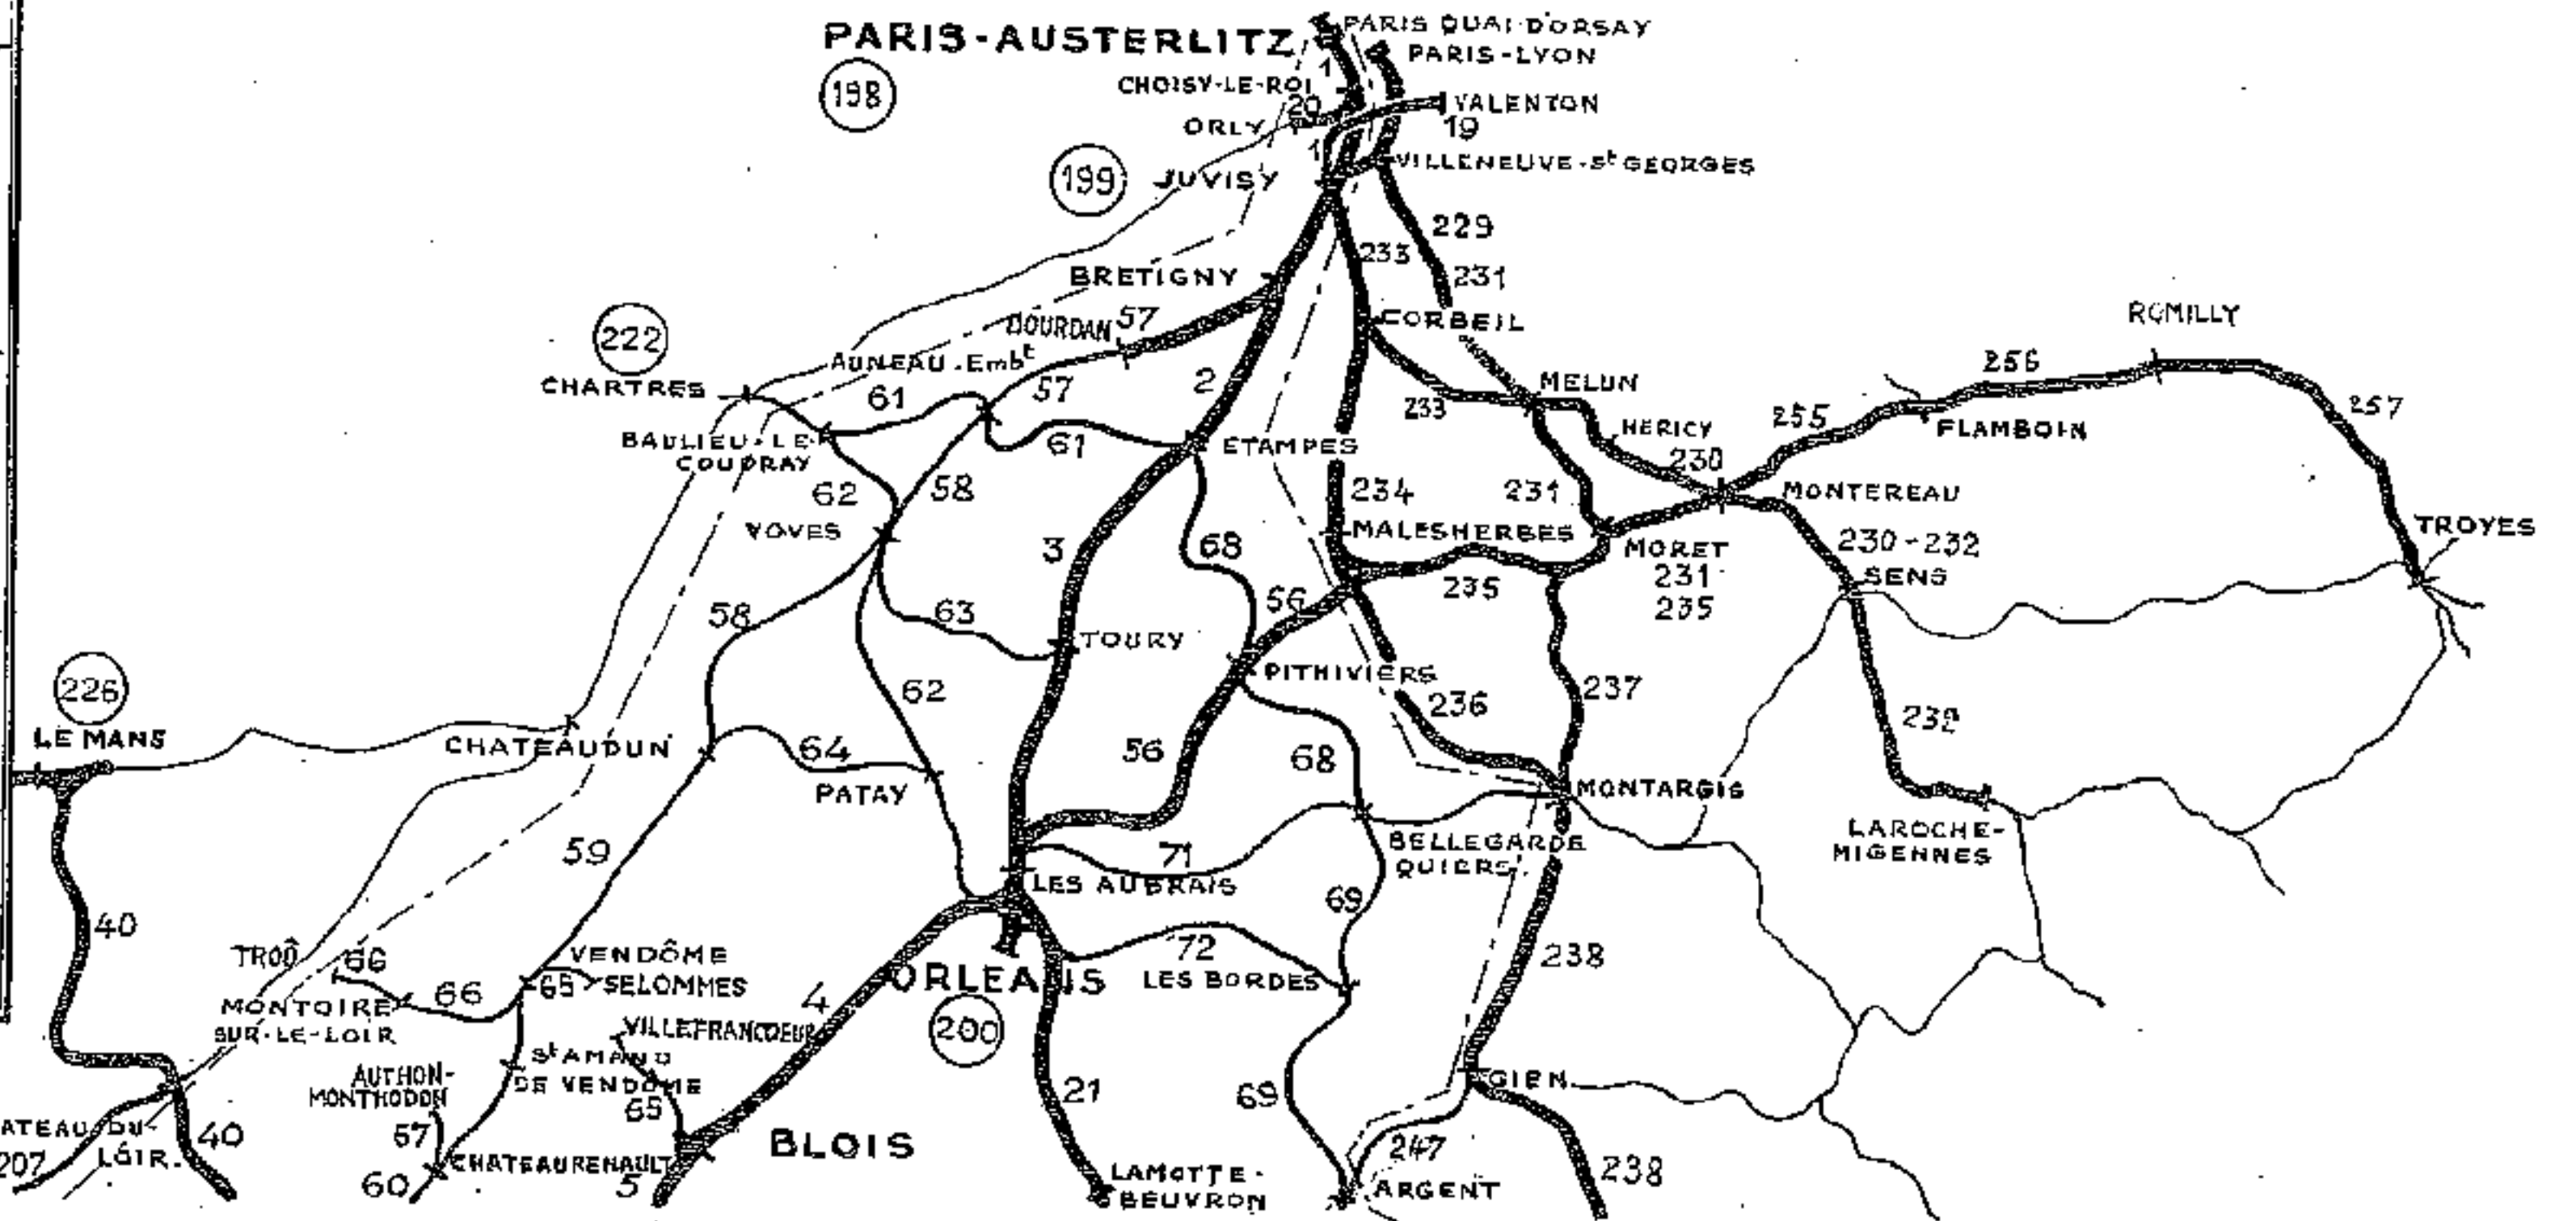 PARIS QUAI-D'ORSAY
PARIS-AUSTERLITZ
PARIS-LYON
1
198
CHOISY-LE-ROI
20
VALENTON
ORLY
19
1
VILLENEUVE-St GEORGES
199
JUVISY
229
233
BRETIGNY
231
ROMILLY
DOURDAN
57
CORBEIL
222
AUNEAU-Embt
256
CHARTRES
61
57
2
MELUN
233
257
255
HERICY
FLAMBOIN
BAULIEU-LE-
COUDRAY
61
ETAMPES
230
62
58
234
231
MONTEREAU
VOVES
MALESHERBES
TROYES
3
68
MORET
230-232
235
231
SENS
235
56
58
63
TOURY
226
PITHIVIERS
62
237
236
232
LE MANS
CHATEAUDUN
64
56
68
PATAY
MONTARGIS
59
71
BELLEGARDE
QUIERS
LAROCHE-
MIGENNES
LES AUBRAIS
69
40
TROÔ
66
VENDÔME
72
238
65
SELOMMES
ORLEANS
LES BORDES
MONTOIRE
SUR-LE-LOIR
66
4
200
VILLEFRANCOEUR
St AMAND
DE VENDOME
AUTHON-
MONTHODON
65
21
69
GIEN
ATEAU-DU-
LOIR
40
67
BLOIS
247
207
CHATEAURENAULT
60
5
LAMOTTE-
BEUVRON
ARGENT
238